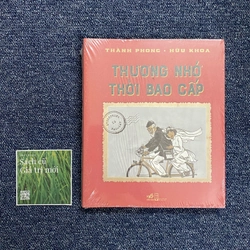 THÀNH PHONG - HỮU KHOA
THƯƠNG NHỚ
THỜI BAO CẤP
Sách cũ
Giá trị mới